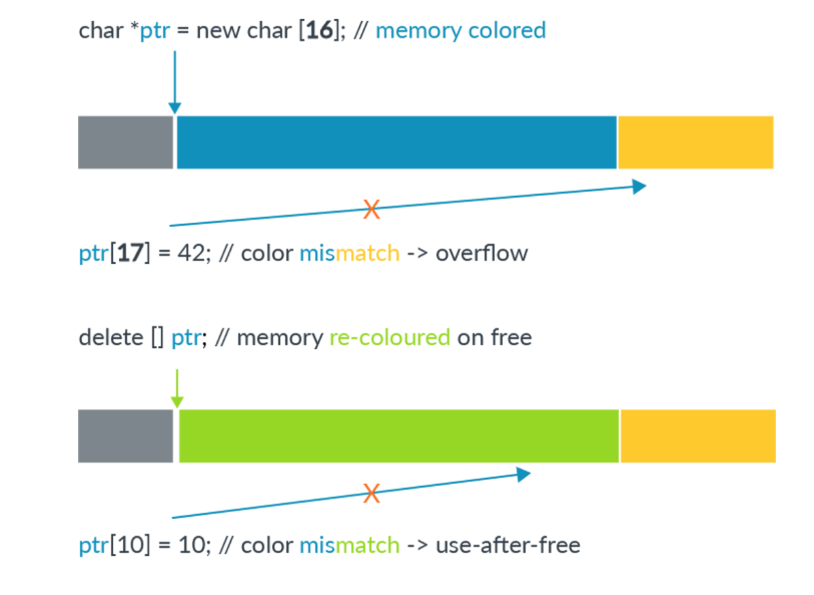 char *ptr = new char [16]; // memory colored
ptr[17] = 42; // color mismatch -> overflow
delete [] ptr; // memory re-coloured on free
ptr[10] = 10; // color mismatch -> use-after-free